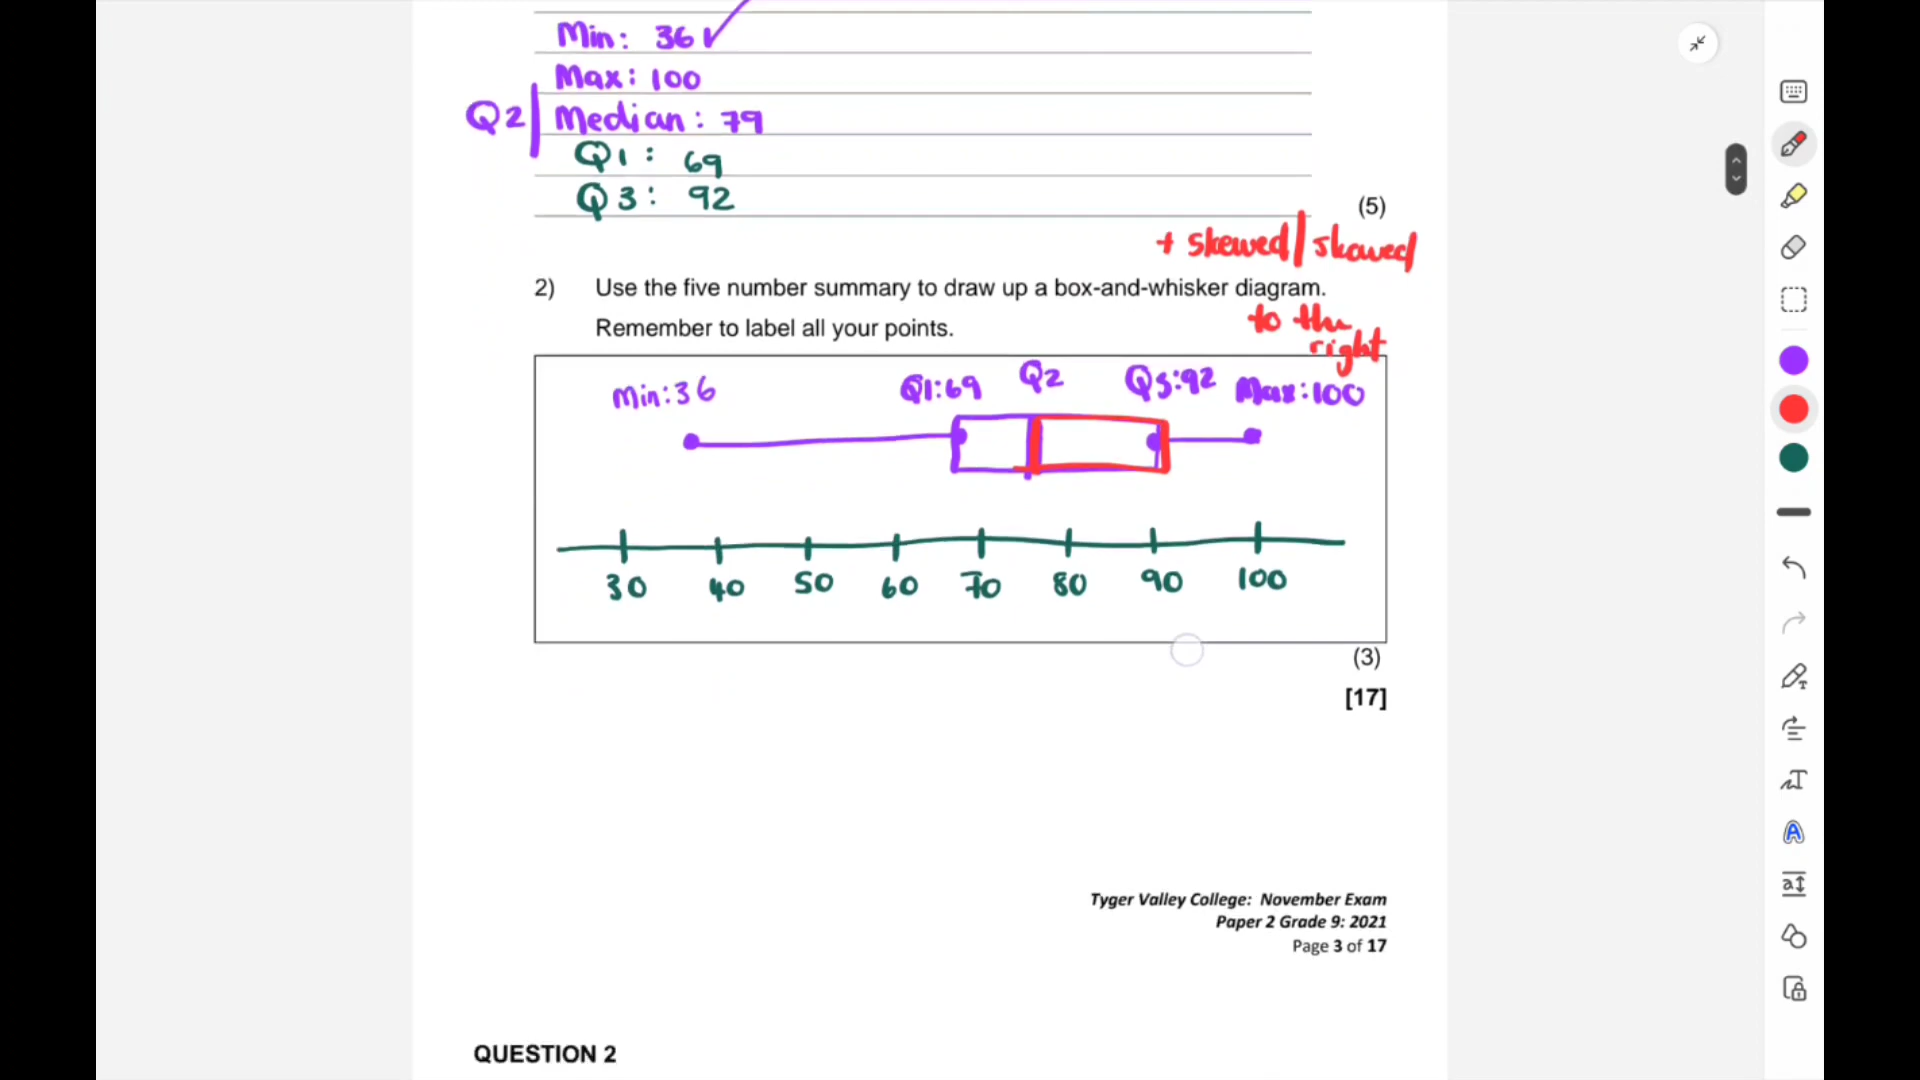 Min: 36
Max: 100
Q2 Median: 79
Q1: 69
Q3: 92
(5)
+ skewed/skewed
2) Use the five number summary to draw up a box-and-whisker diagram.
Remember to label all your points.
to the
right
Min:36 Q1:69 Q2 Q3:92 Max:100
30 40 50 60 70 80 90 100
(3)
[17]
Tyger Valley College: November Exam
Paper 2 Grade 9: 2021
Page 3 of 17
QUESTION 2